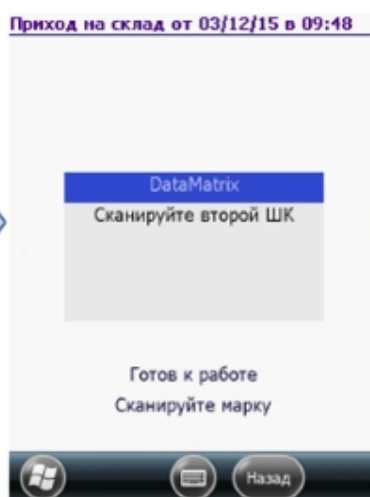 Приход на склад от 03/12/15 в 09:48
DataMatrix
Сканируйте второй ШК
Готов к работе
Сканируйте марку
Назад